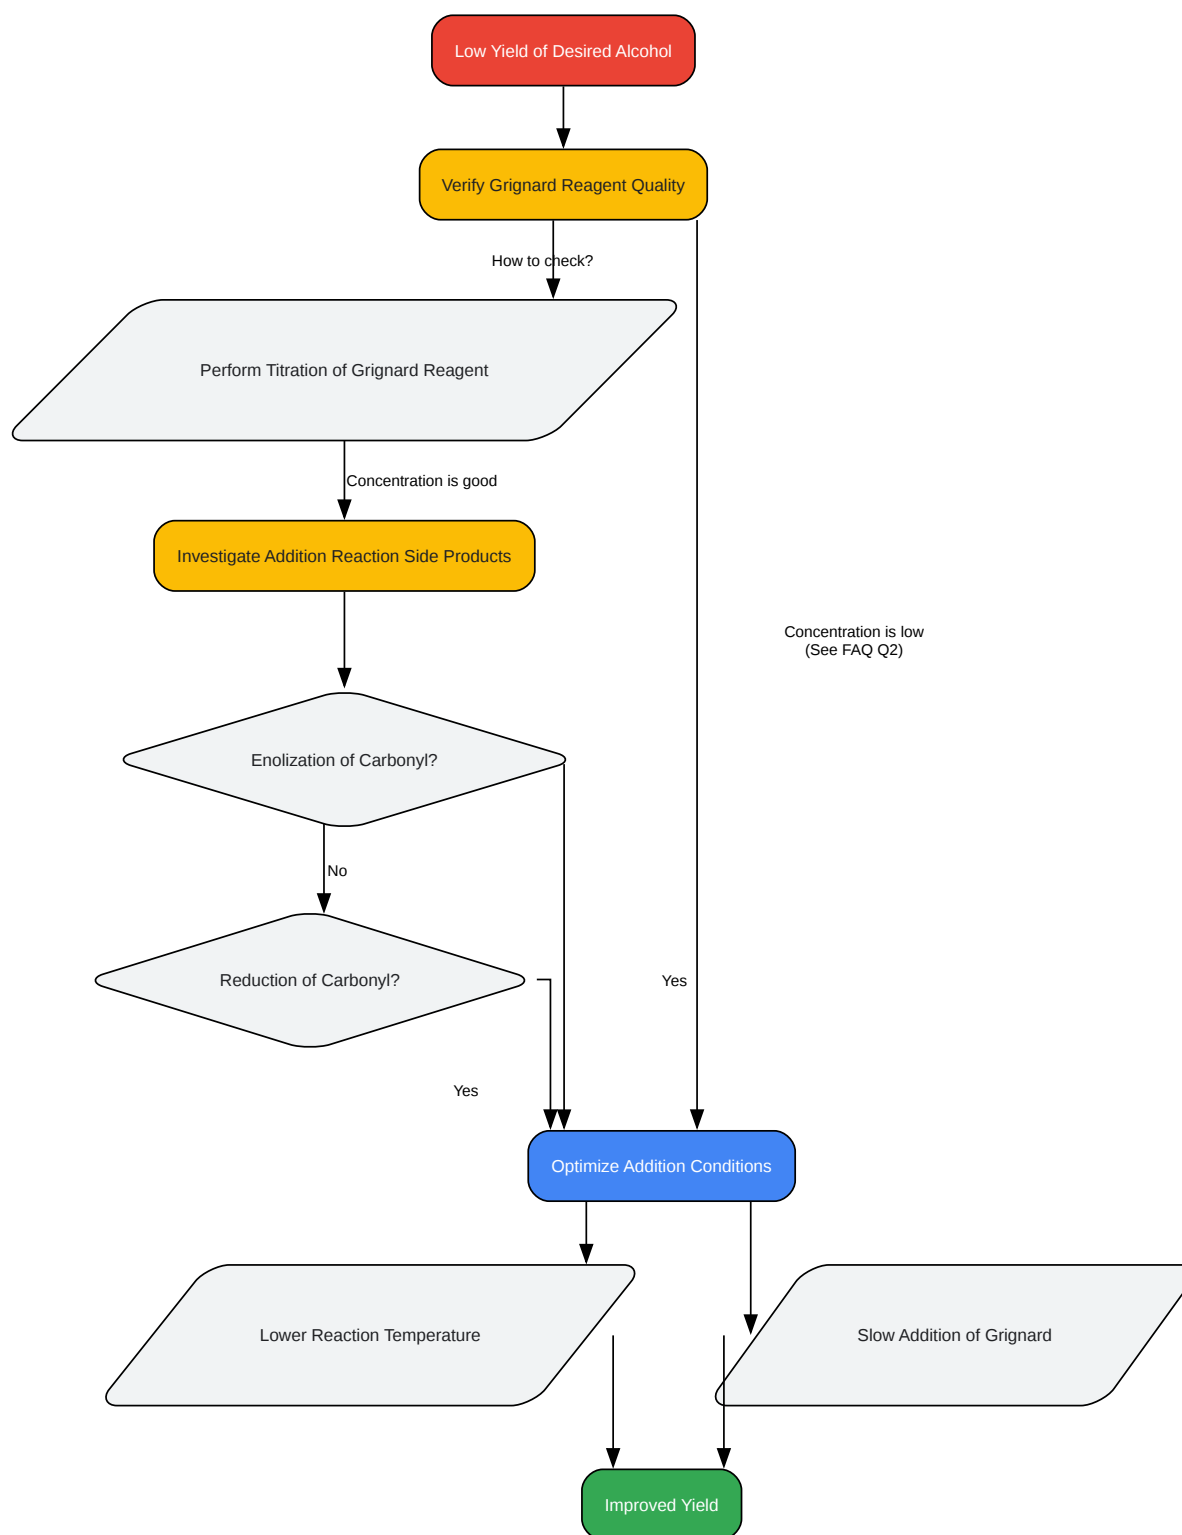 Low Yield of Desired Alcohol
Verify Grignard Reagent Quality
How to check?
Perform Titration of Grignard Reagent
Concentration is good
Investigate Addition Reaction Side Products
Concentration is low
(See FAQ Q2)
Enolization of Carbonyl?
No
Reduction of Carbonyl?
Yes
Yes
Optimize Addition Conditions
Lower Reaction Temperature
Slow Addition of Grignard
Improved Yield